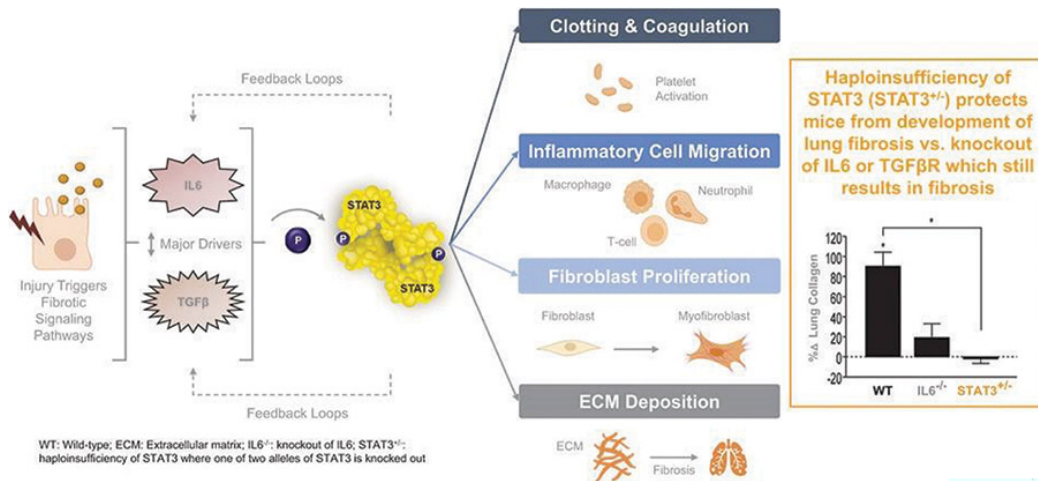 Feedback Loops
IL6
Major Drivers
TGFβ
Injury Triggers
Fibrotic
Signaling
Pathways
P
STAT3
P
P
STAT3
Feedback Loops
Clotting & Coagulation
Platelet
Activation
Inflammatory Cell Migration
Macrophage
Neutrophil
T-cell
Fibroblast Proliferation
Fibroblast
Myofibroblast
ECM Deposition
ECM
Fibrosis
Haploinsufficiency of
STAT3 (STAT3+/-) protects
mice from development of
lung fibrosis vs. knockout
of IL6 or TGFβR which still
results in fibrosis
%Δ Lung Collagen
120
100
80
60
40
20
0
-20
*
*
WT
IL6-/-
STAT3+/-
WT: Wild-type; ECM: Extracellular matrix; IL6-/-: knockout of IL6; STAT3+/-:
haploinsufficiency of STAT3 where one of two alleles of STAT3 is knocked out